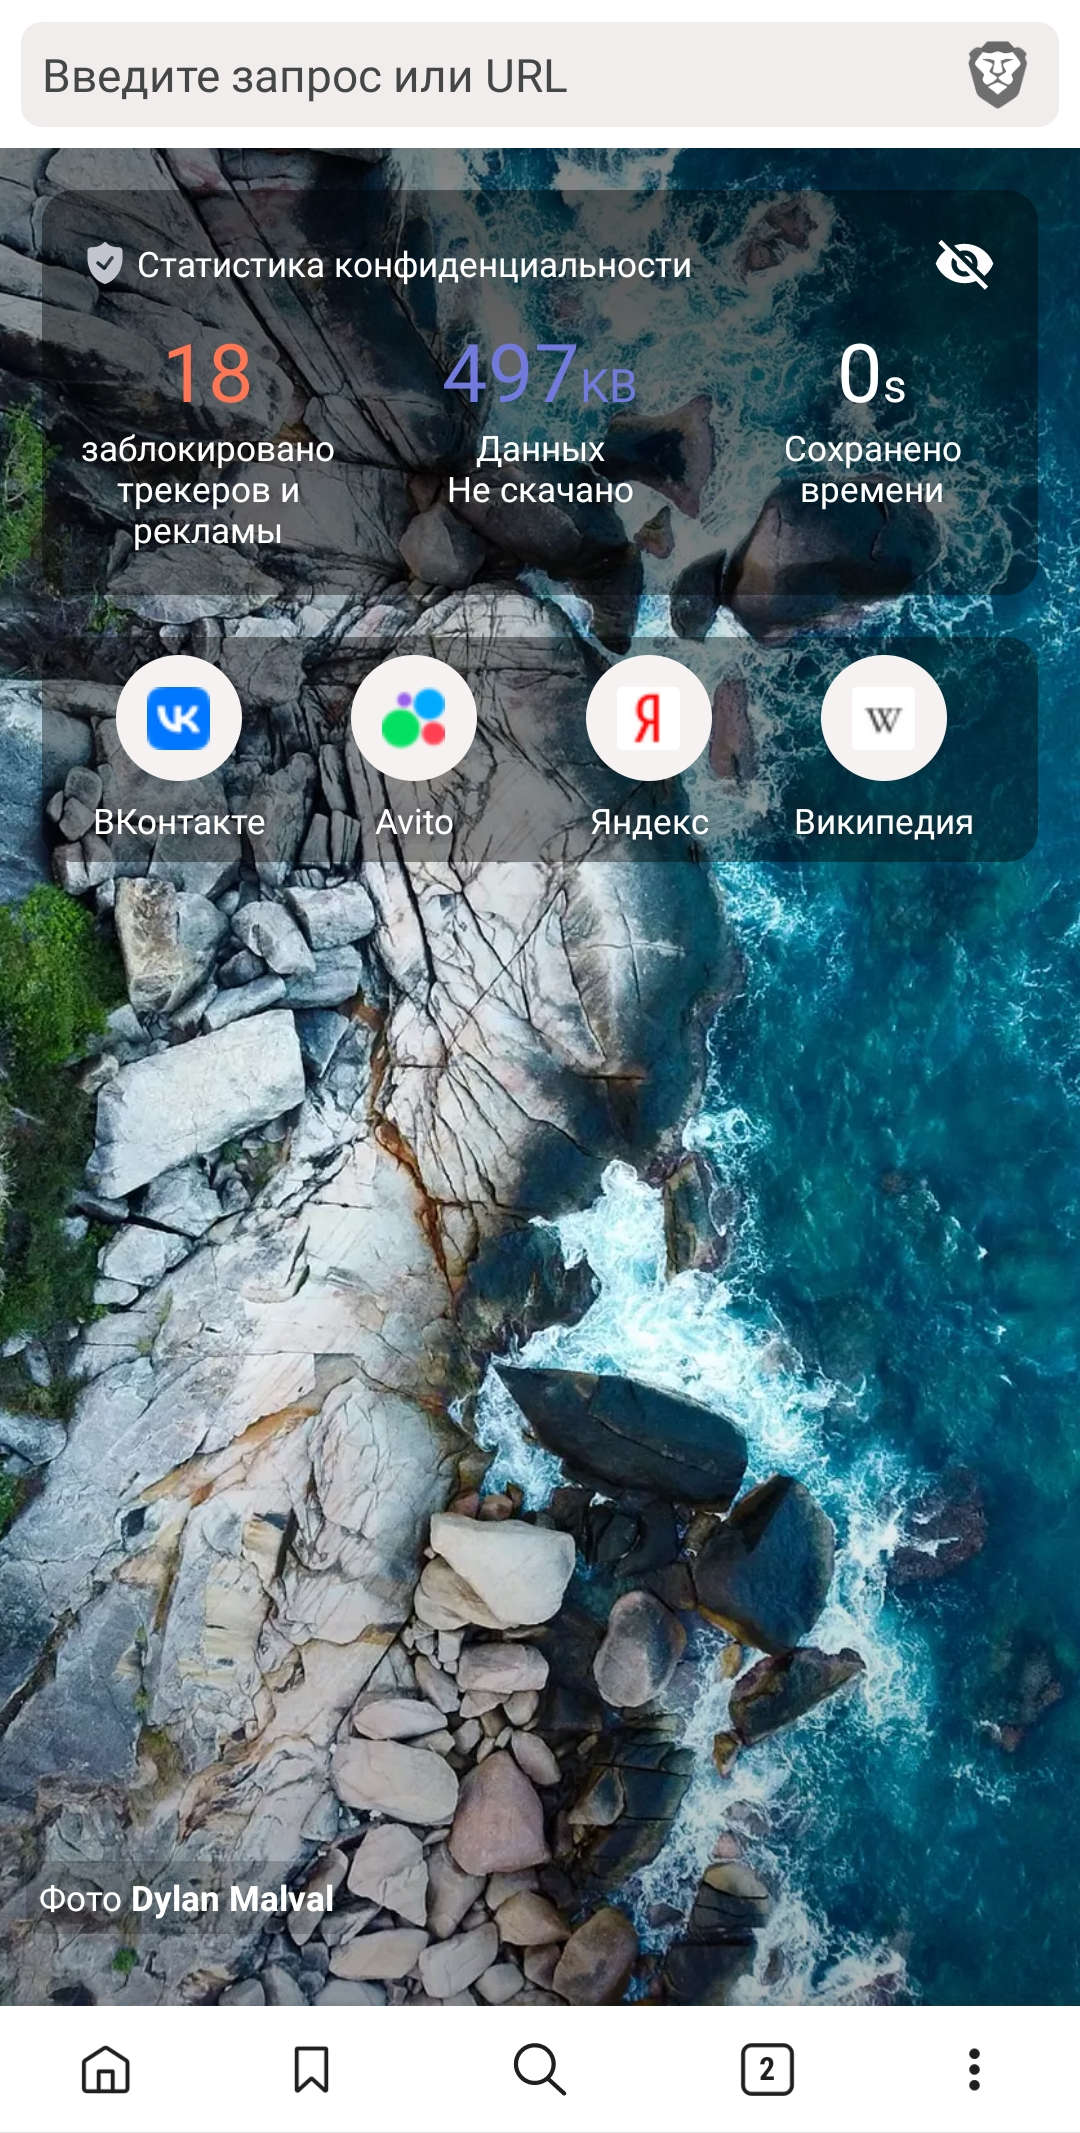 Введите запрос или URL
Статистика конфиденциальности
18 497KB 0s
заблокировано Данных Сохранено
трекеров и Не скачано времени
рекламы
VK Я W
ВКонтакте Avito Яндекс Википедия
Фото Dylan Malval
2